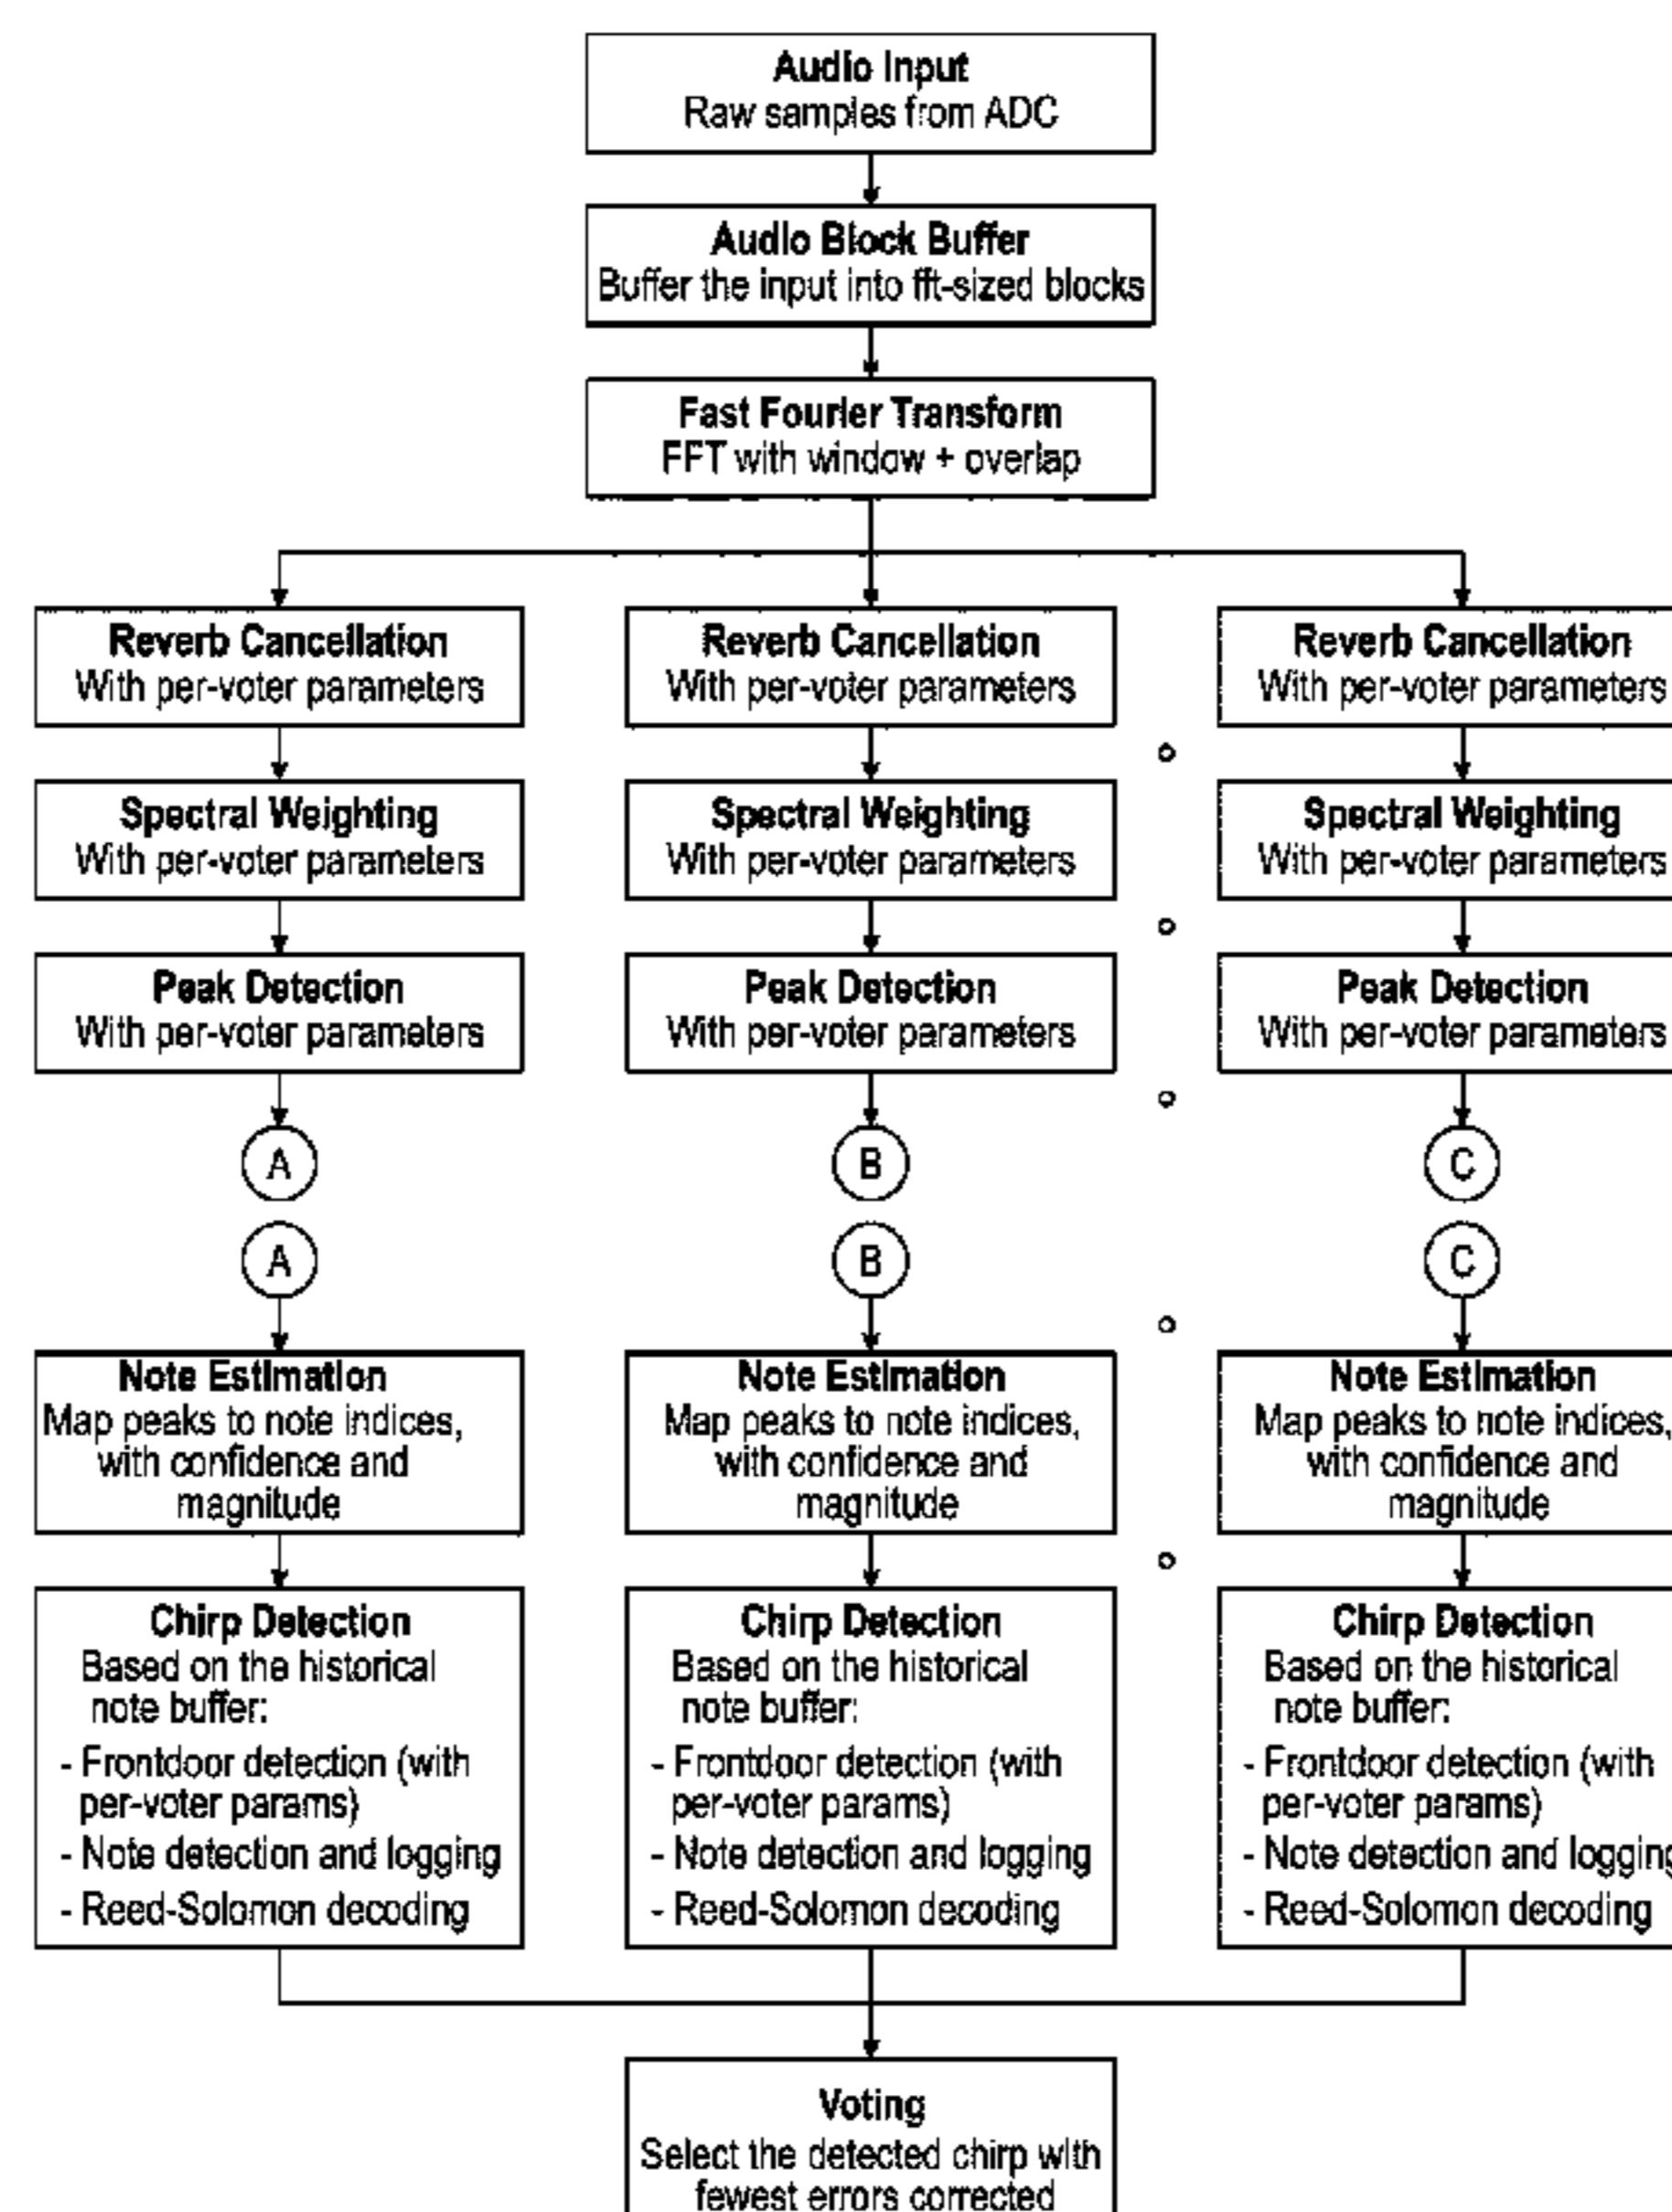 Audio Input
Raw samples from ADC
Audio Block Buffer
Buffer the input into fft-sized blocks
Fast Fourier Transform
FFT with window + overlap
Reverb Cancellation
With per-voter parameters
Reverb Cancellation
With per-voter parameters
Reverb Cancellation
With per-voter parameters
Spectral Weighting
With per-voter parameters
Spectral Weighting
With per-voter parameters
Spectral Weighting
With per-voter parameters
Peak Detection
With per-voter parameters
Peak Detection
With per-voter parameters
Peak Detection
With per-voter parameters
A
B
C
A
B
C
Note Estimation
Map peaks to note indices,
with confidence and
magnitude
Note Estimation
Map peaks to note indices,
with confidence and
magnitude
Note Estimation
Map peaks to note indices,
with confidence and
magnitude
Chirp Detection
Based on the historical
note buffer:
- Frontdoor detection (with
per-voter params)
- Note detection and logging
- Reed-Solomon decoding
Chirp Detection
Based on the historical
note buffer:
- Frontdoor detection (with
per-voter params)
- Note detection and logging
- Reed-Solomon decoding
Chirp Detection
Based on the historical
note buffer:
- Frontdoor detection (with
per-voter params)
- Note detection and logging
- Reed-Solomon decoding
Voting
Select the detected chirp with
fewest errors corrected